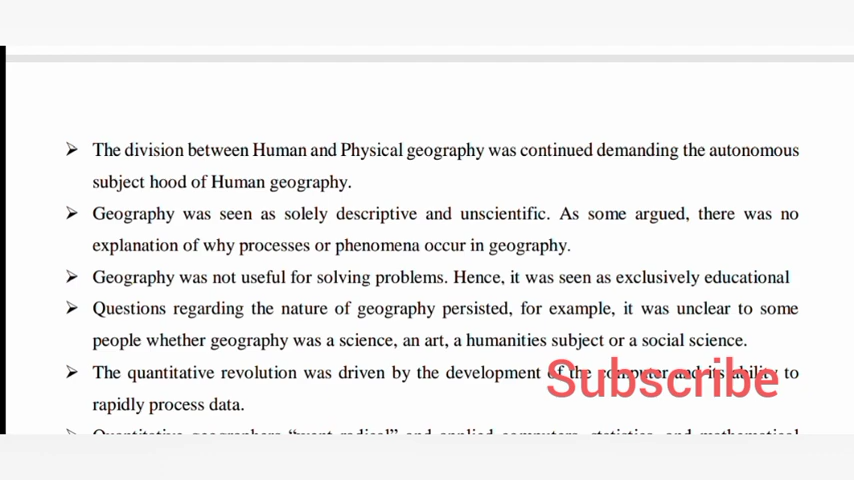 ➢ The division between Human and Physical geography was continued demanding the autonomous
subject hood of Human geography.
➢ Geography was seen as solely descriptive and unscientific. As some argued, there was no
explanation of why processes or phenomena occur in geography.
➢ Geography was not useful for solving problems. Hence, it was seen as exclusively educational
➢ Questions regarding the nature of geography persisted, for example, it was unclear to some
people whether geography was a science, an art, a humanities subject or a social science.
➢ The quantitative revolution was driven by the development of the computer and its ability to
Subscribe
rapidly process data.